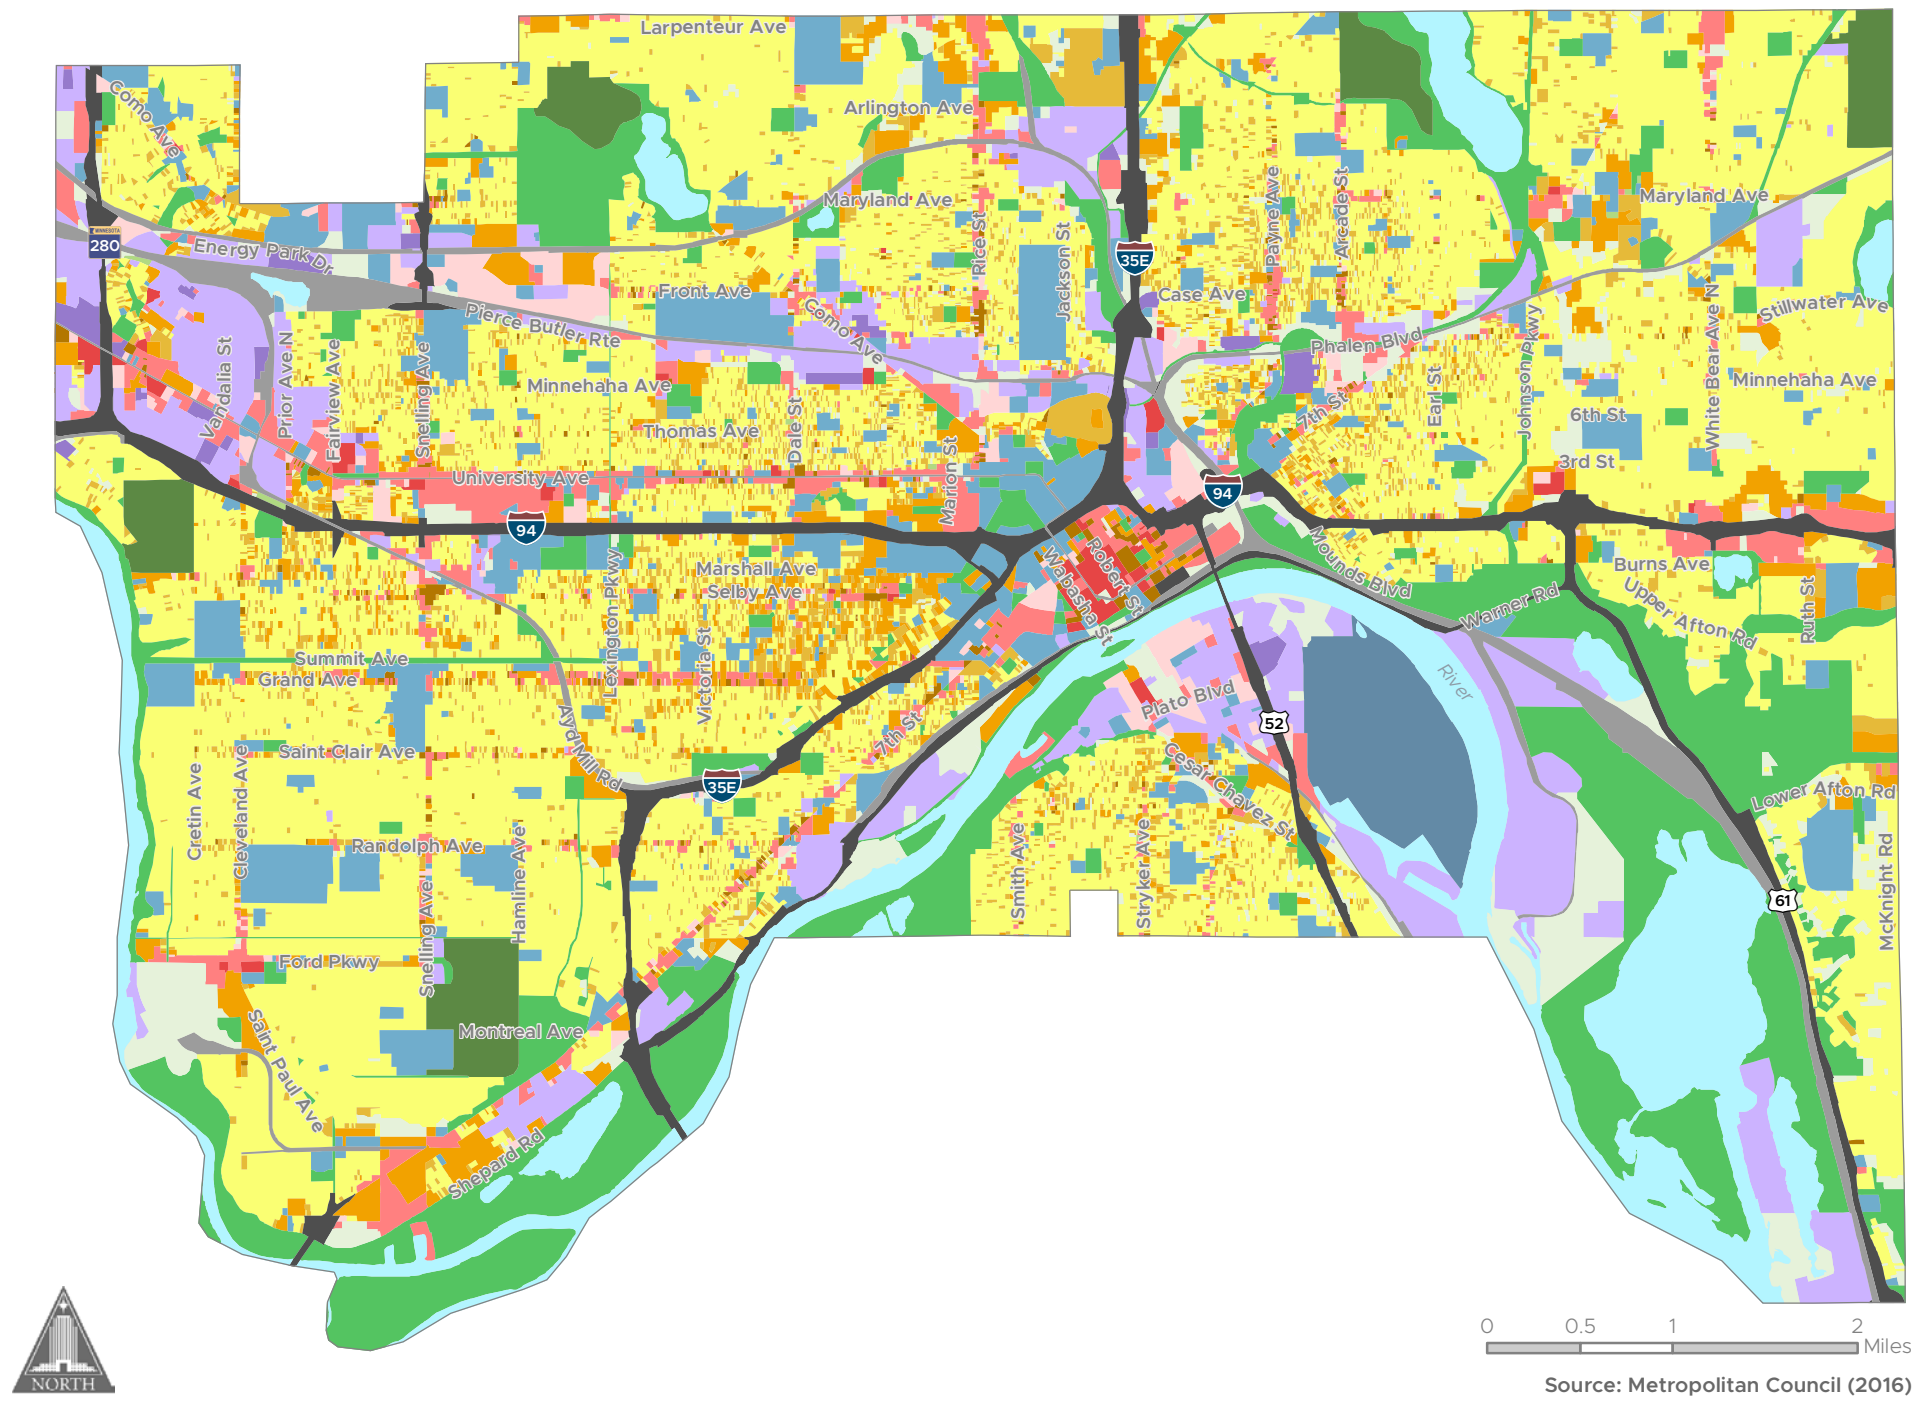 Larpenteur Ave
Como Ave
Arlington Ave
Maryland Ave
Maryland Ave
MINNESOTA
280
Energy Park Dr
Rice St
Jackson St
35E
Payne Ave
Arcade St
Front Ave
Case Ave
Stillwater Ave
Pierce Butler Rte
Como Ave
Phalen Blvd
Vandalia St
Prior Ave N
Fairview Ave
Snelling Ave
Minnehaha Ave
Minnehaha Ave
Johnson Pkwy
White Bear Ave N
Earl St
7th St
6th St
Thomas Ave
Dale St
Marion St
3rd St
University Ave
94
94
Robert St
Wabasha St
Mounds Blvd
Marshall Ave
Selby Ave
Burns Ave
Upper Afton Rd
Ruth St
Warner Rd
Lexington Pkwy
Victoria St
Summit Ave
Grand Ave
River
Plato Blvd
52
Ayd Mill Rd
7th St
Saint Clair Ave
Cesar Chavez St
35E
Cretin Ave
Cleveland Ave
Lower Afton Rd
Randolph Ave
Hamline Ave
Snelling Ave
Smith Ave
Stryker Ave
McKnight Rd
61
Ford Pkwy
Montreal Ave
Saint Paul Ave
Shepard Rd
NORTH
0 0.5 1 2
Miles
Source: Metropolitan Council (2016)